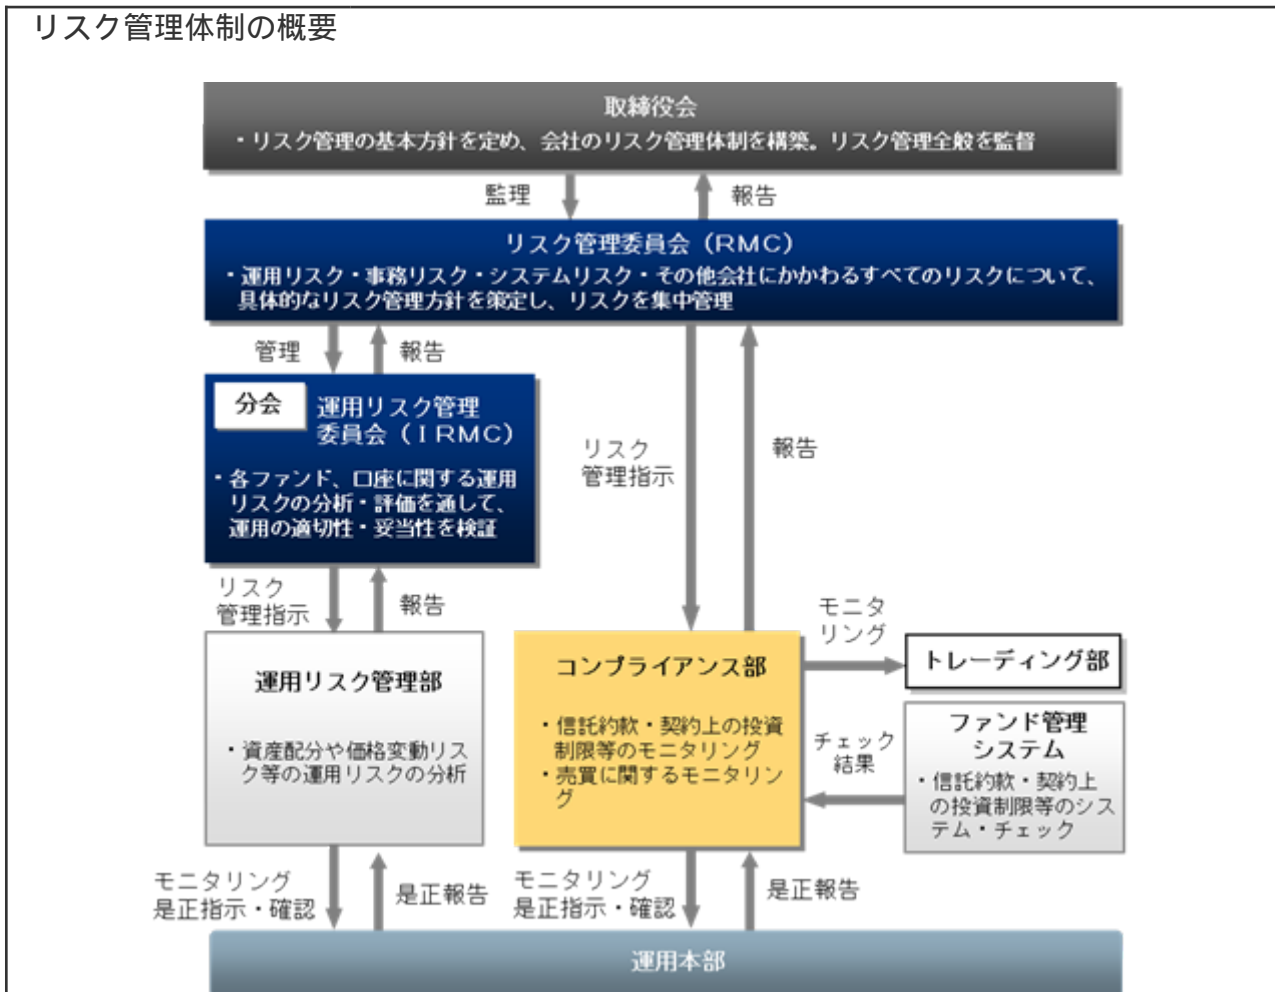 リスク管理体制の概要
取締役会
・リスク管理の基本方針を定め、会社のリスク管理体制を構築。リスク管理全般を監督
監理
報告
リスク管理委員会（RMC）
・運用リスク・事務リスク・システムリスク・その他会社にかかわるすべてのリスクについて、
具体的なリスク管理方針を策定し、リスクを集中管理
管理
報告
分会
運用リスク管理
委員会（IRMC）
・各ファンド、口座に関する運用
リスクの分析・評価を通して、
運用の適切性・妥当性を検証
リスク
管理指示
報告
リスク
管理指示
報告
運用リスク管理部
・資産配分や価格変動リス
ク等の運用リスクの分析
コンプライアンス部
・信託約款・契約上の投資
制限等のモニタリング
・売買に関するモニタリン
グ
モニタ
リング
トレーディング部
チェック
結果
ファンド管理
システム
・信託約款・契約上
の投資制限等のシス
テム・チェック
モニタリング
是正指示・確認
是正報告
モニタリング
是正指示・確認
是正報告
運用本部